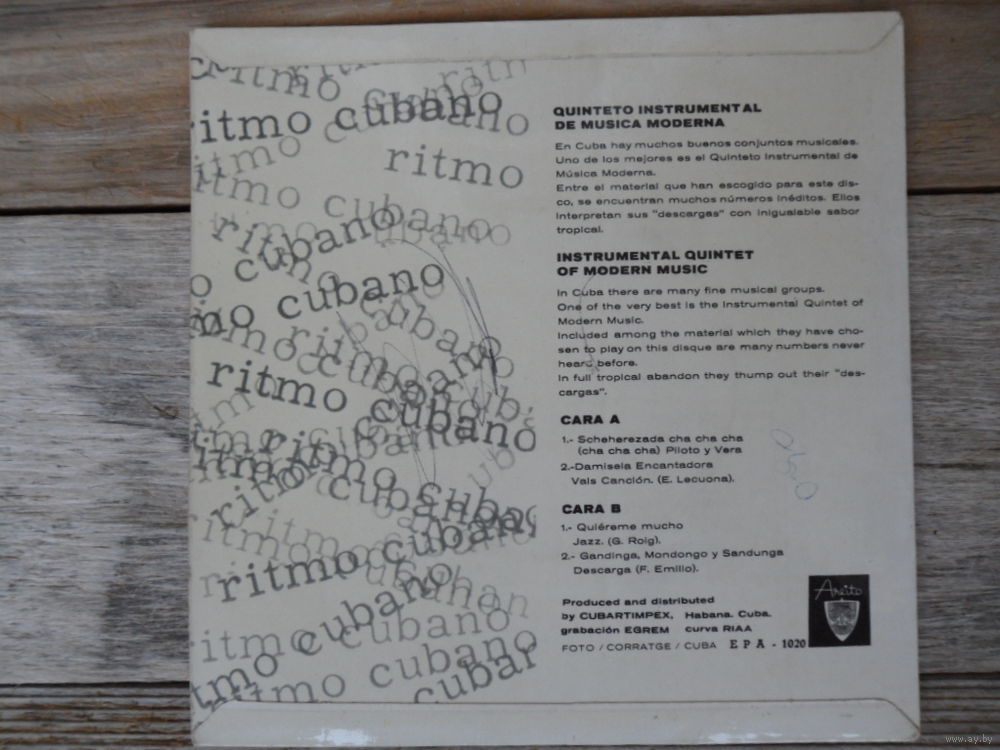 ritmo cubano
ritmo
ritmo cubano
cubano
ritmo cubano
ritmo cubano
ritmo cubano
cubano
cubano
QUINTETO INSTRUMENTAL
DE MUSICA MODERNA
En Cuba hay muchos buenos conjuntos musicales.
Uno de los mejores es el Quinteto Instrumental de
Música Moderna.
Entre el material que han escogido para este dis-
co, se encuentran muchos números inéditos. Ellos
interpretan sus "descargas" con inigualable sabor
tropical.
INSTRUMENTAL QUINTET
OF MODERN MUSIC
In Cuba there are many fine musical groups.
One of the very best is the Instrumental Quintet of
Modern Music.
Included among the material which they have cho-
sen to play on this disque are many numbers never
heard before.
In full tropical abandon they thump out their "des-
cargas".
CARA A
1.- Scheherezada cha cha cha
(cha cha cha) Piloto y Vera
2.-Damisela Encantadora
Vals Canción. (E. Lecuona).
CARA B
1.- Quiéreme mucho
Jazz. (G. Roig).
2.- Gandinga, Mondongo y Sandunga
Descarga (F. Emilio).
Produced and distributed
by CUBARTIMPEX, Habana. Cuba.
grabación EGREM curva RIAA
FOTO / CORRATGE / CUBA EPA - 1020
Areito
www.ay.by